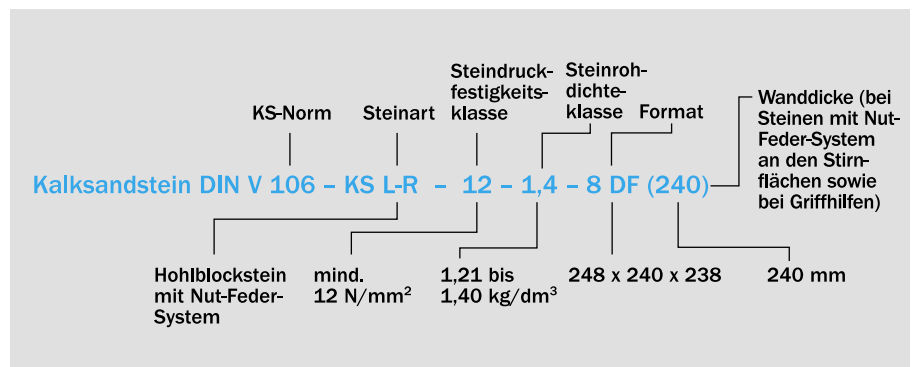 Steindruck-
festigkeits-
klasse
Steinroh-
dichte-
klasse
KS-Norm
Steinart
Format
Wanddicke (bei
Steinen mit Nut-
Feder-System
an den Stirn-
flächen sowie
bei Griffhilfen)
Kalksandstein DIN V 106 – KS L-R – 12 – 1,4 – 8 DF (240)
Hohlblockstein
mit Nut-Feder-
System
mind.
12 N/mm²
1,21 bis
1,40 kg/dm³
248 x 240 x 238
240 mm